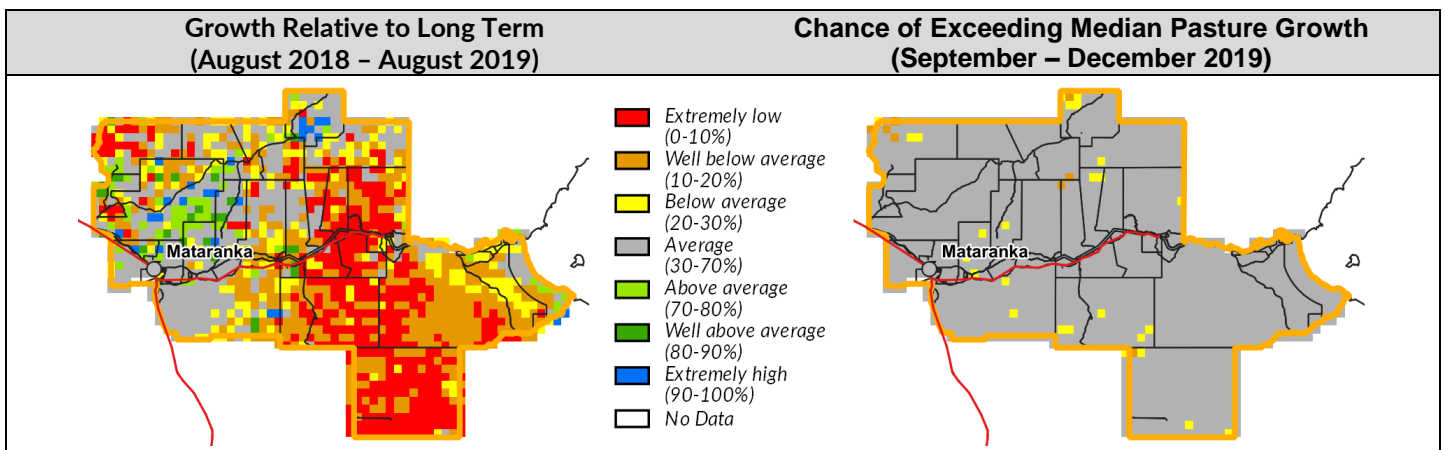 Growth Relative to Long Term
(August 2018 – August 2019)
Chance of Exceeding Median Pasture Growth
(September – December 2019)
Mataranka
Extremely low
(0-10%)
Well below average
(10-20%)
Below average
(20-30%)
Average
(30-70%)
Above average
(70-80%)
Well above average
(80-90%)
Extremely high
(90-100%)
No Data
Mataranka